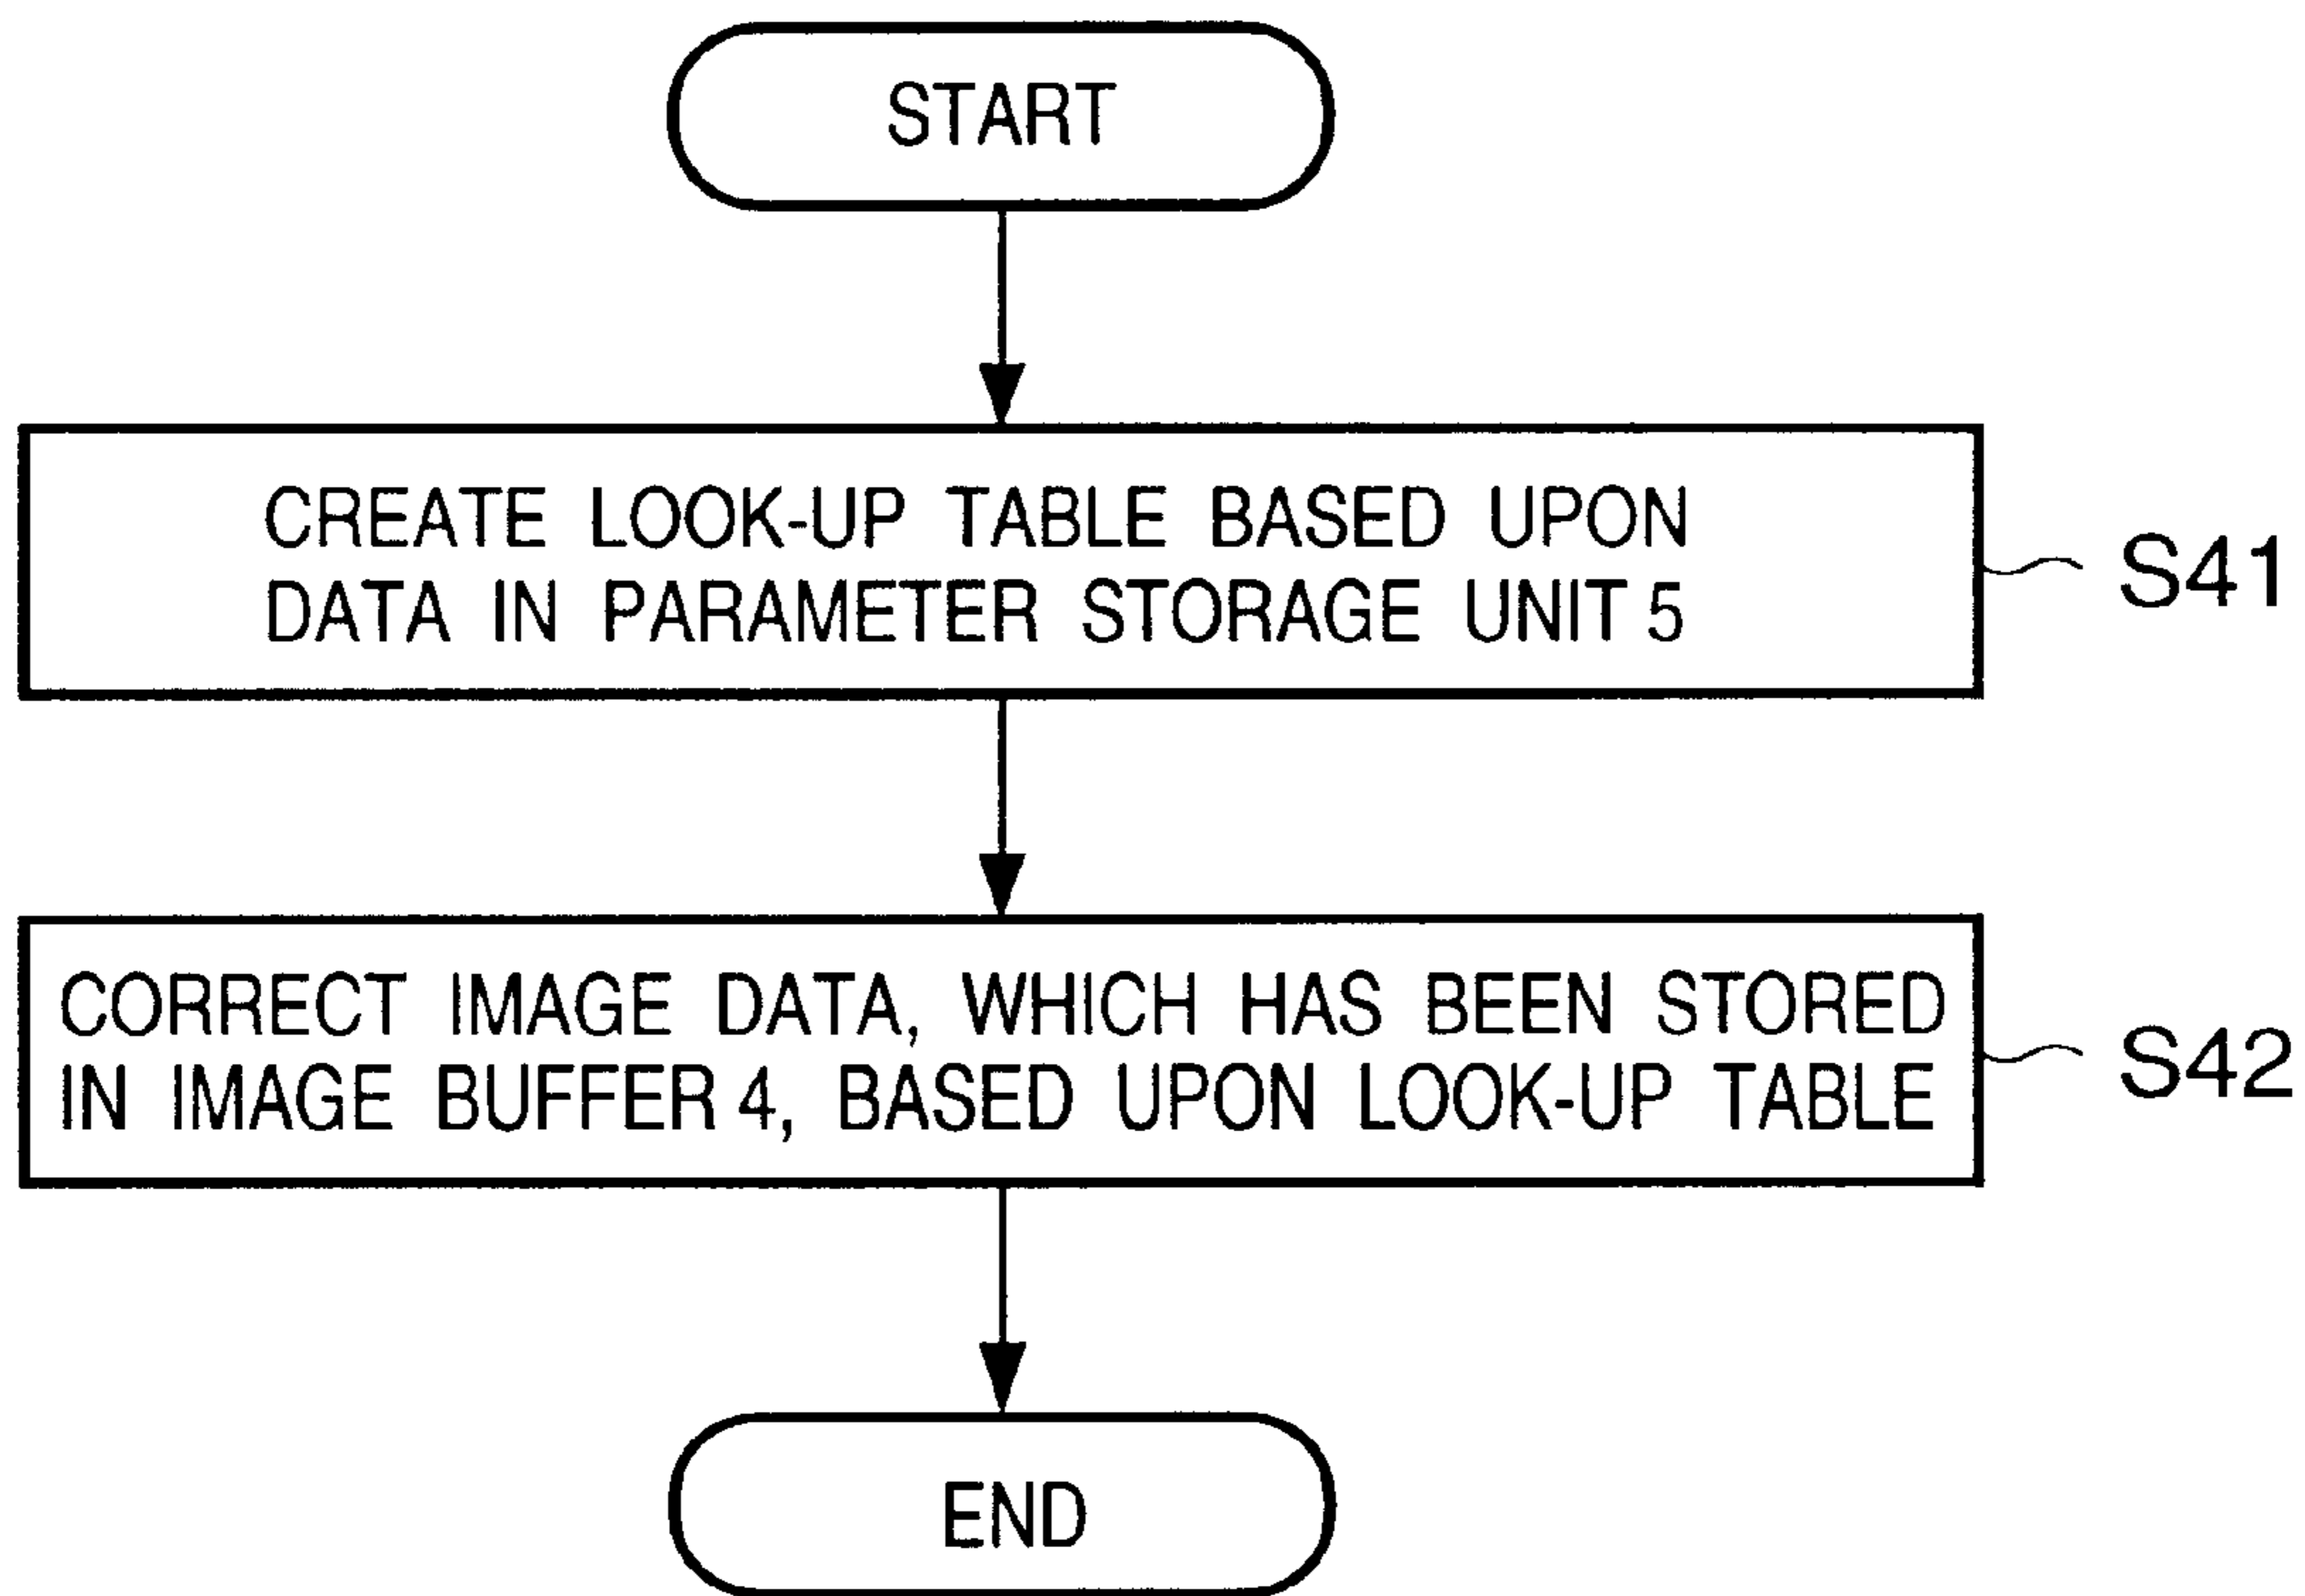 START
CREATE LOOK-UP TABLE BASED UPON
DATA IN PARAMETER STORAGE UNIT 5
S41
CORRECT IMAGE DATA, WHICH HAS BEEN STORED
IN IMAGE BUFFER 4, BASED UPON LOOK-UP TABLE
S42
END